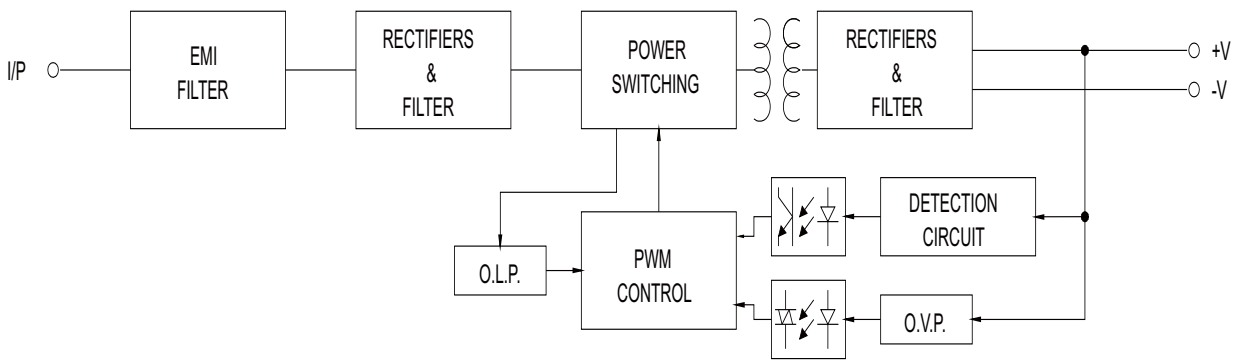 I/P
EMI
FILTER
RECTIFIERS
&
FILTER
POWER
SWITCHING
RECTIFIERS
&
FILTER
+V
-V
O.L.P.
PWM
CONTROL
DETECTION
CIRCUIT
O.V.P.